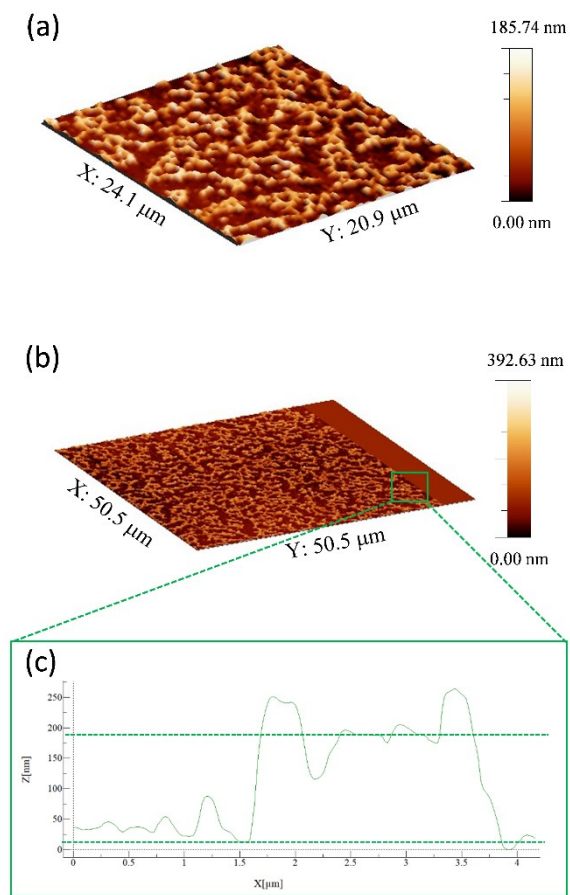 (a)
185.74 nm
0.00 nm
X: 24.1 μm
Y: 20.9 μm
(b)
392.63 nm
0.00 nm
X: 50.5 μm
Y: 50.5 μm
(c)
Z[nm]
250
200
150
100
50
0
0 0.5 1 1.5 2 2.5 3 3.5 4
X[μm]